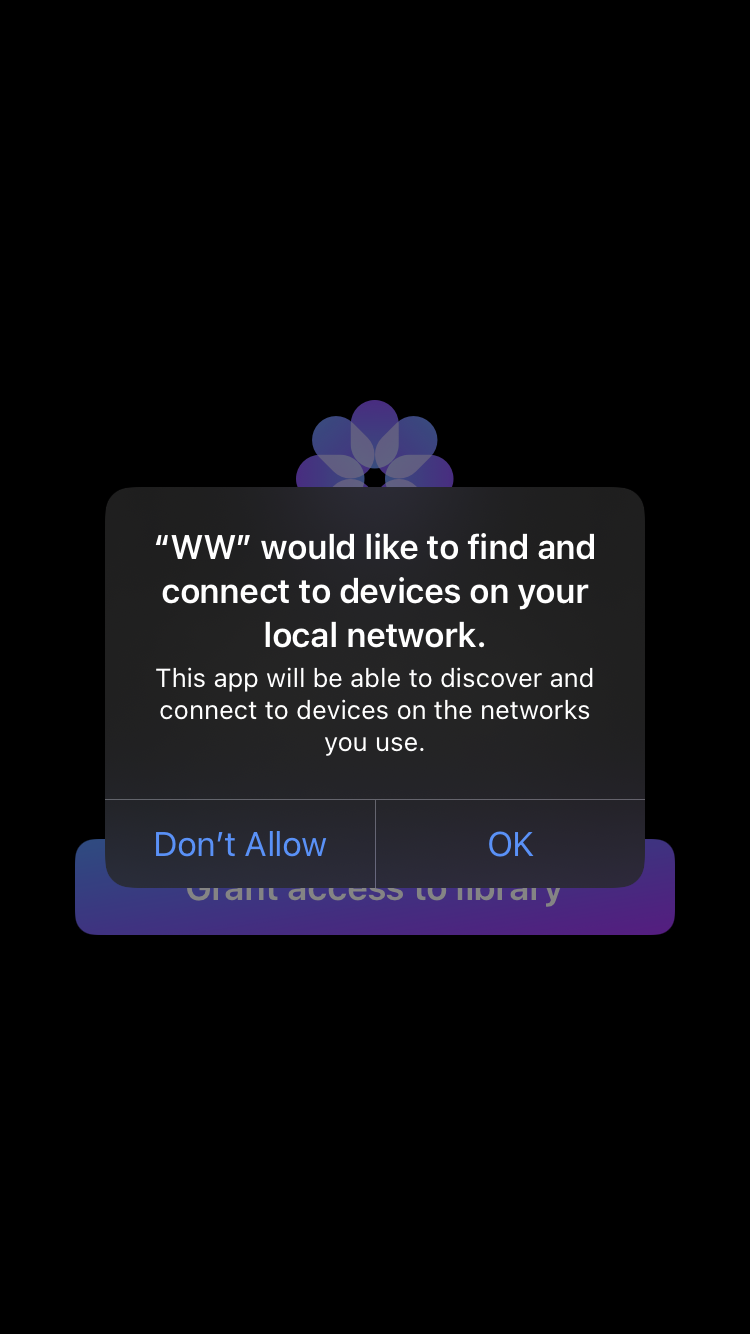 “WW” would like to find and
connect to devices on your
local network.
This app will be able to discover and
connect to devices on the networks
you use.
Don’t Allow
OK
Grant access to library